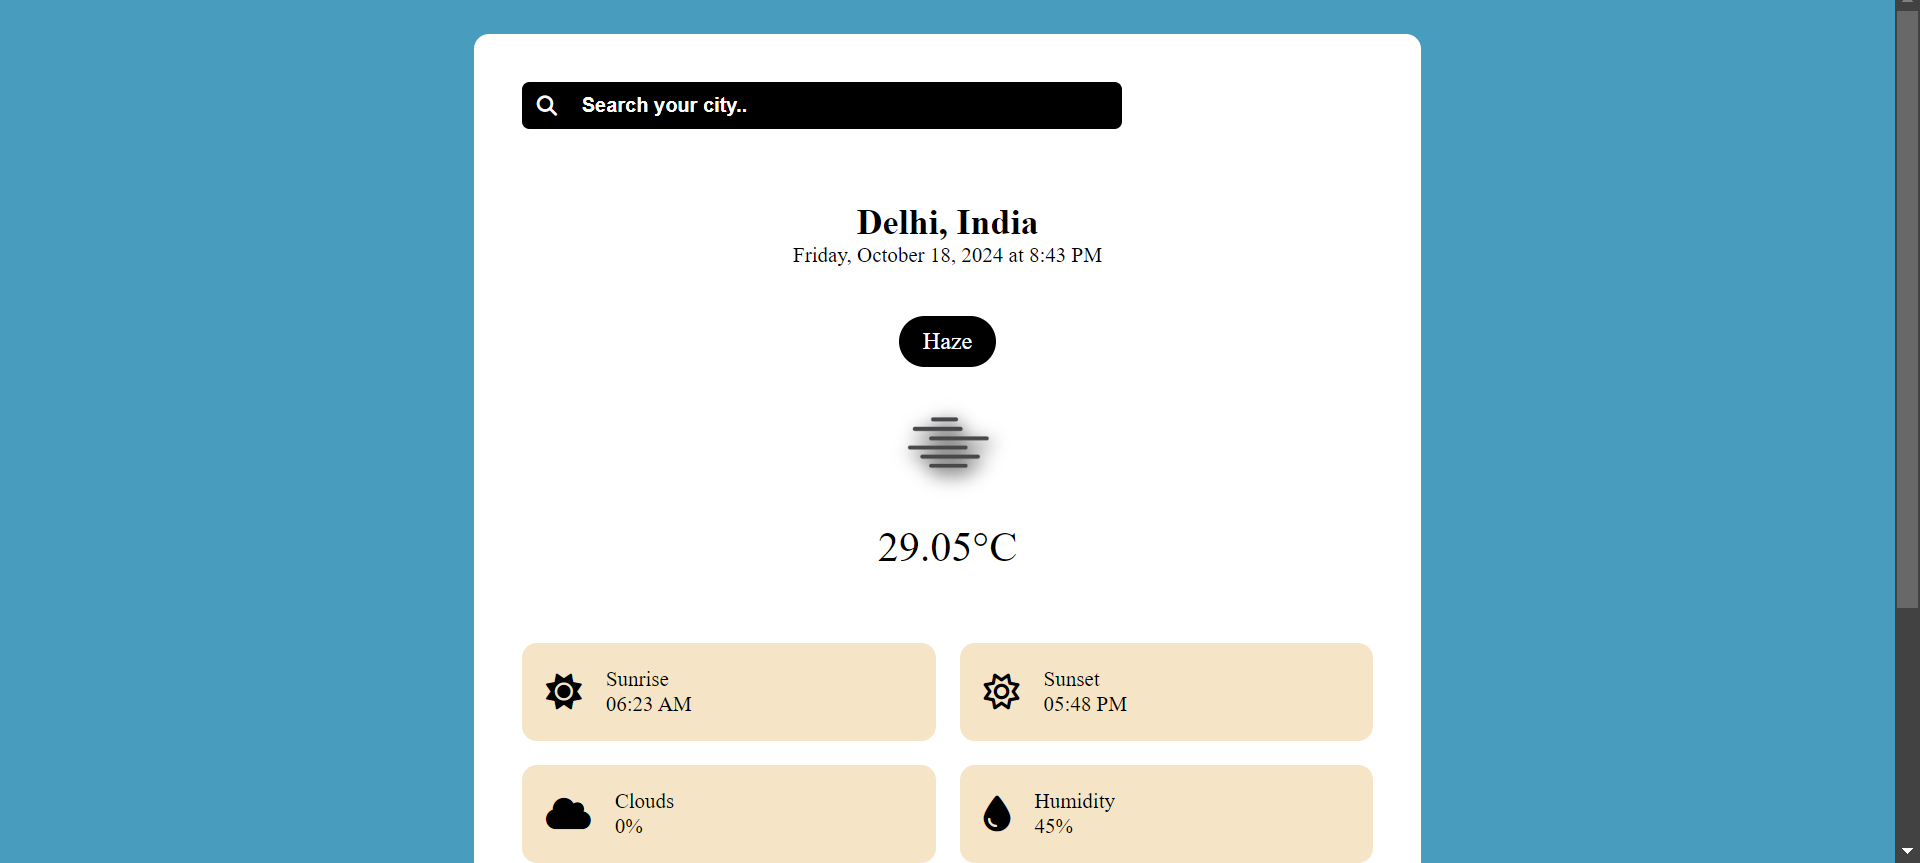 Search your city..
Delhi, India
Friday, October 18, 2024 at 8:43 PM
Haze
29.05°C
Sunrise
06:23 AM
Sunset
05:48 PM
Clouds
0%
Humidity
45%